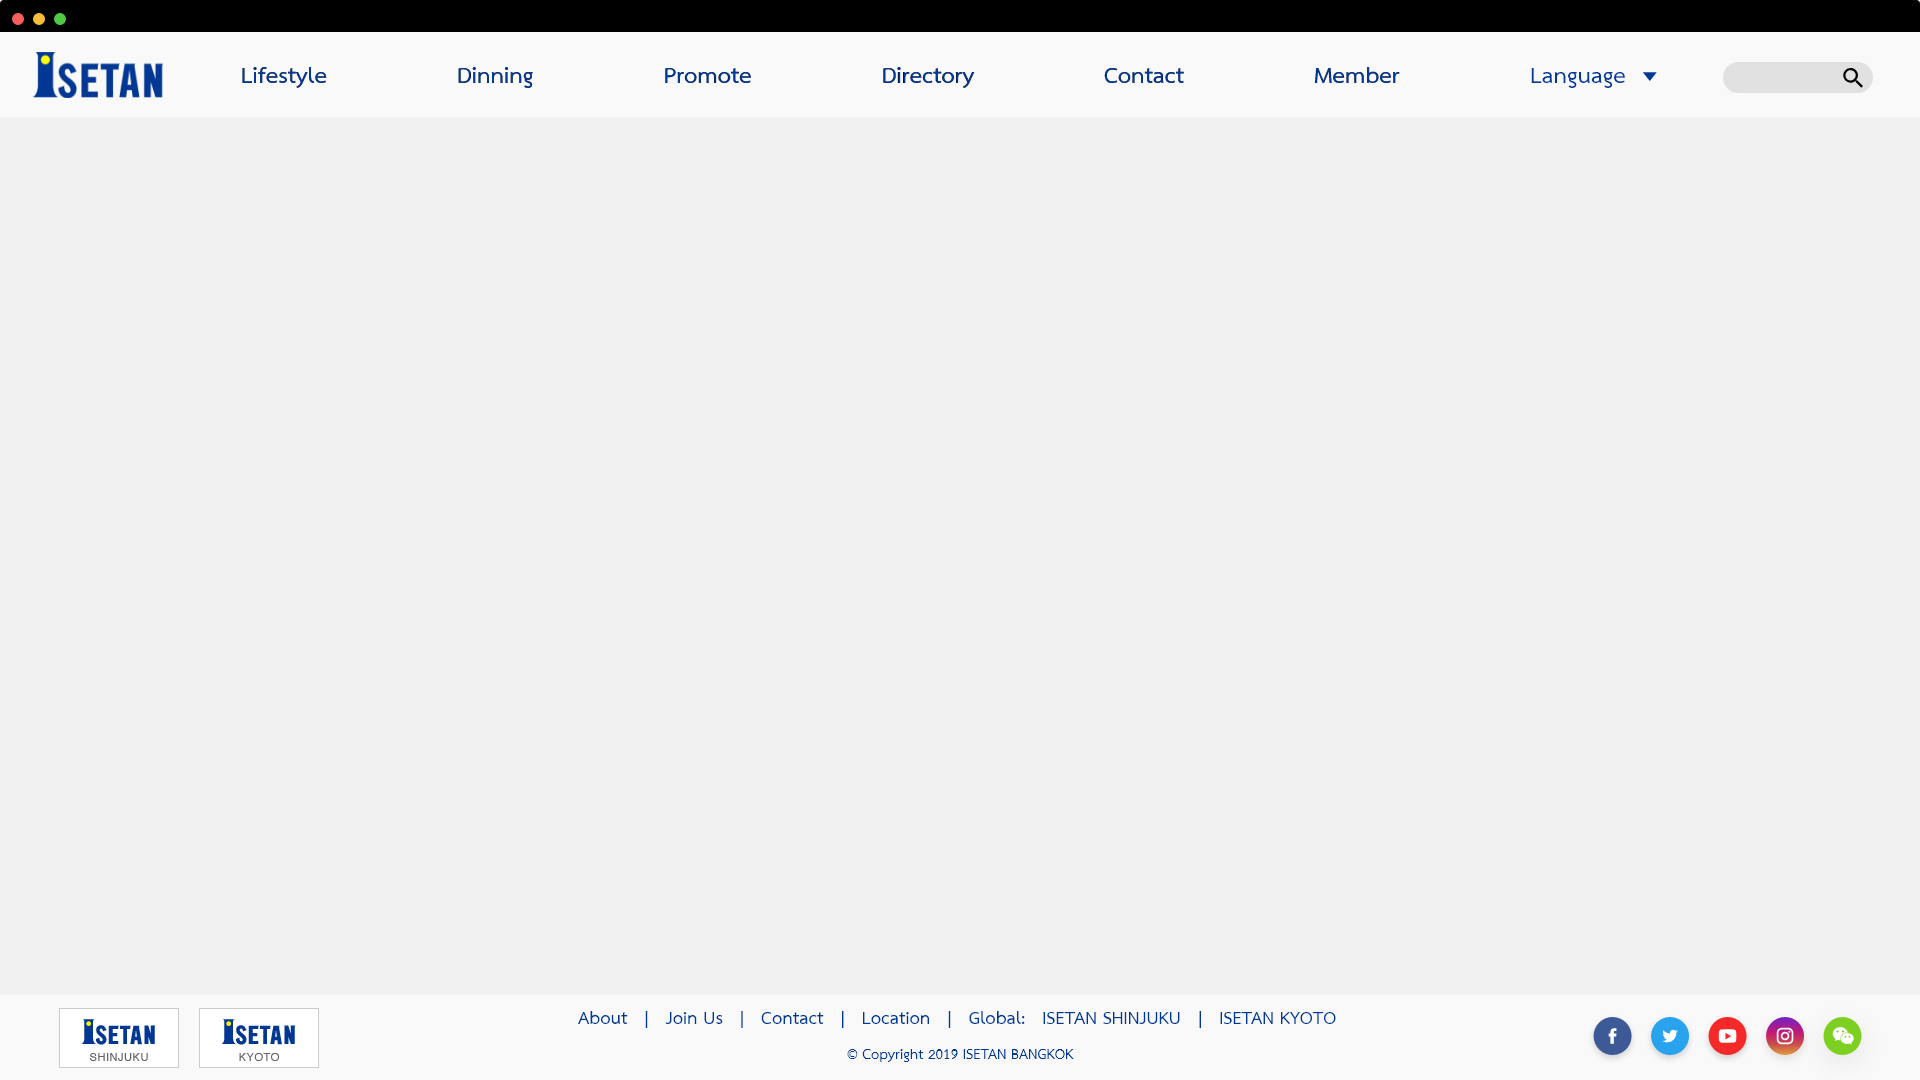 ISETAN Lifestyle Dinning Promote Directory Contact Member Language
About | Join Us | Contact | Location | Global: ISETAN SHINJUKU | ISETAN KYOTO
ISETAN
SHINJUKU
ISETAN
KYOTO
© Copyright 2019 ISETAN BANGKOK